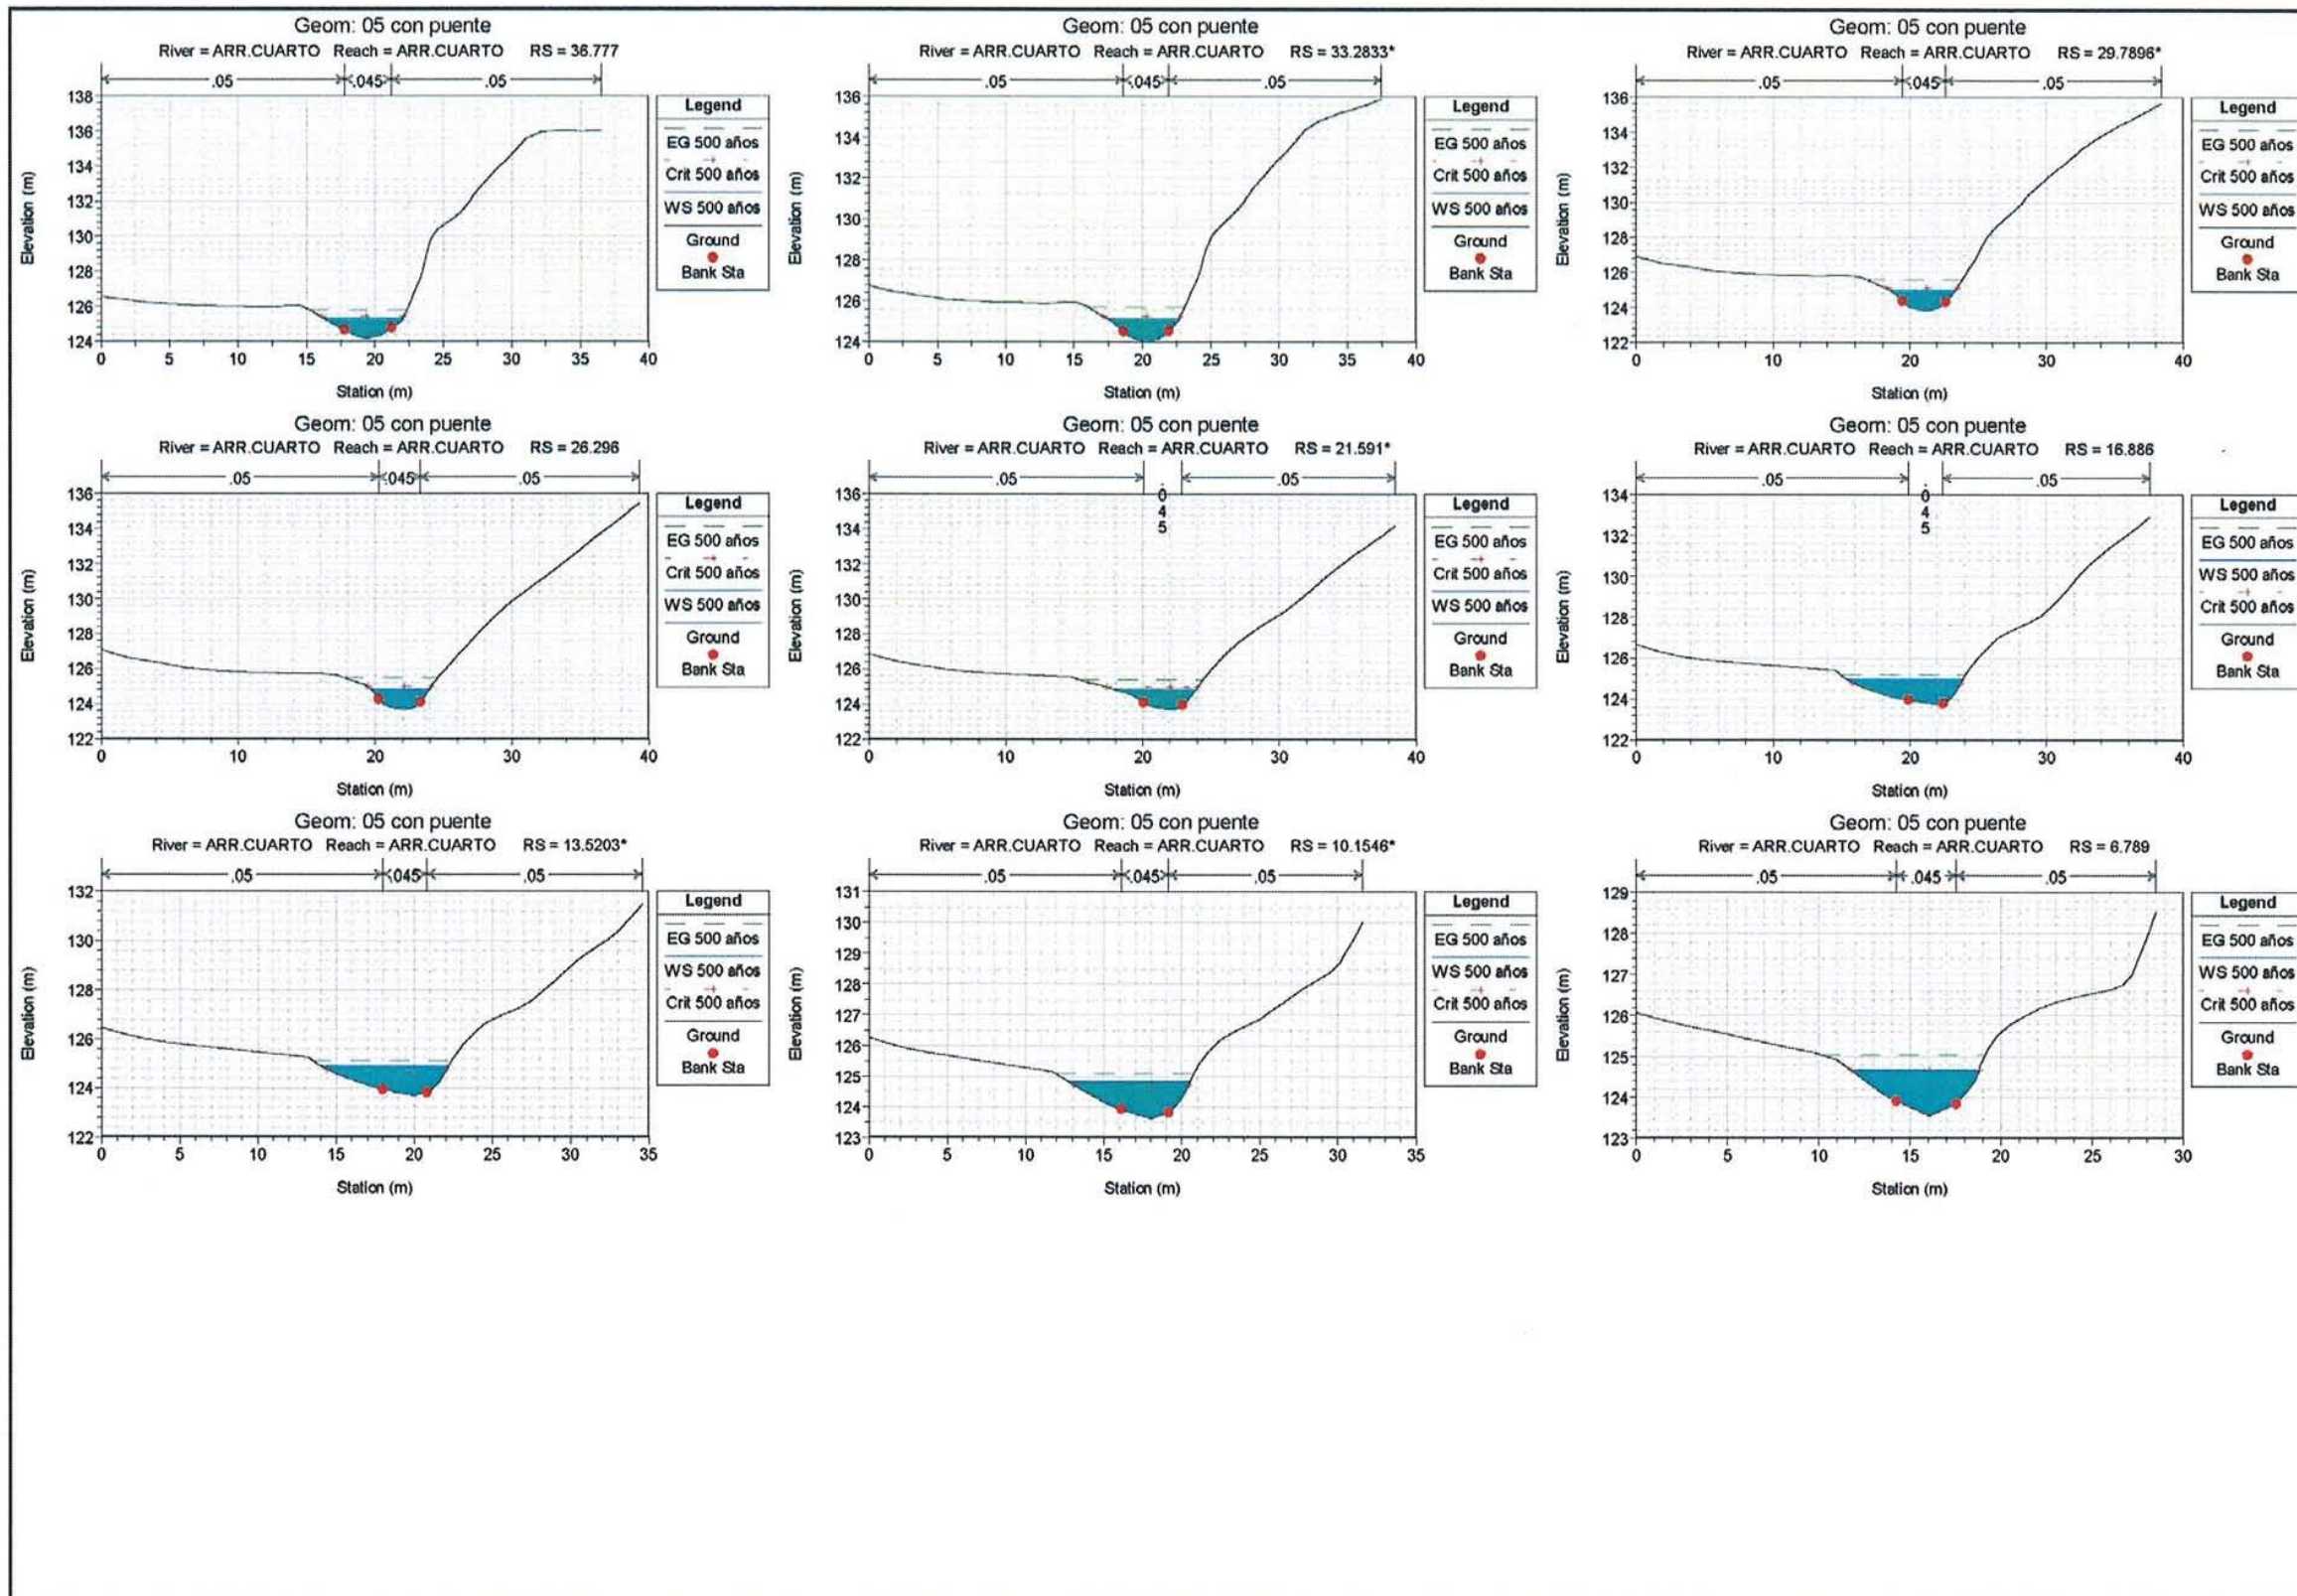 Geom: 05 con puente
River = ARR.CUARTO Reach = ARR.CUARTO RS = 36.777
.05 .045 .05
138
136
134
132
130
128
126
124
0 5 10 15 20 25 30 35 40
Elevation (m)
Station (m)
Legend
EG 500 años
Crit 500 años
WS 500 años
Ground
Bank Sta
Geom: 05 con puente
River = ARR.CUARTO Reach = ARR.CUARTO RS = 33.2833*
.05 .045 .05
136
134
132
130
128
126
124
0 5 10 15 20 25 30 35 40
Elevation (m)
Station (m)
Legend
EG 500 años
Crit 500 años
WS 500 años
Ground
Bank Sta
Geom: 05 con puente
River = ARR.CUARTO Reach = ARR.CUARTO RS = 29.7896*
.05 .045 .05
136
134
132
130
128
126
124
122
0 10 20 30 40
Elevation (m)
Station (m)
Legend
EG 500 años
Crit 500 años
WS 500 años
Ground
Bank Sta
Geom: 05 con puente
River = ARR.CUARTO Reach = ARR.CUARTO RS = 26.296
.05 .045 .05
136
134
132
130
128
126
124
122
0 10 20 30 40
Elevation (m)
Station (m)
Legend
EG 500 años
Crit 500 años
WS 500 años
Ground
Bank Sta
Geom: 05 con puente
River = ARR.CUARTO Reach = ARR.CUARTO RS = 21.591*
.05 .045 .05
136
134
132
130
128
126
124
122
0 10 20 30 40
Elevation (m)
Station (m)
Legend
EG 500 años
Crit 500 años
WS 500 años
Ground
Bank Sta
Geom: 05 con puente
River = ARR.CUARTO Reach = ARR.CUARTO RS = 16.886
.05 .045 .05
134
132
130
128
126
124
122
0 10 20 30 40
Elevation (m)
Station (m)
Legend
EG 500 años
WS 500 años
Crit 500 años
Ground
Bank Sta
Geom: 05 con puente
River = ARR.CUARTO Reach = ARR.CUARTO RS = 13.5203*
.05 .045 .05
132
130
128
126
124
122
0 5 10 15 20 25 30 35
Elevation (m)
Station (m)
Legend
EG 500 años
WS 500 años
Crit 500 años
Ground
Bank Sta
Geom: 05 con puente
River = ARR.CUARTO Reach = ARR.CUARTO RS = 10.1546*
.05 .045 .05
131
130
129
128
127
126
125
124
123
0 5 10 15 20 25 30 35
Elevation (m)
Station (m)
Legend
EG 500 años
WS 500 años
Crit 500 años
Ground
Bank Sta
Geom: 05 con puente
River = ARR.CUARTO Reach = ARR.CUARTO RS = 6.789
.05 .045 .05
129
128
127
126
125
124
123
0 5 10 15 20 25 30
Elevation (m)
Station (m)
Legend
EG 500 años
WS 500 años
Crit 500 años
Ground
Bank Sta